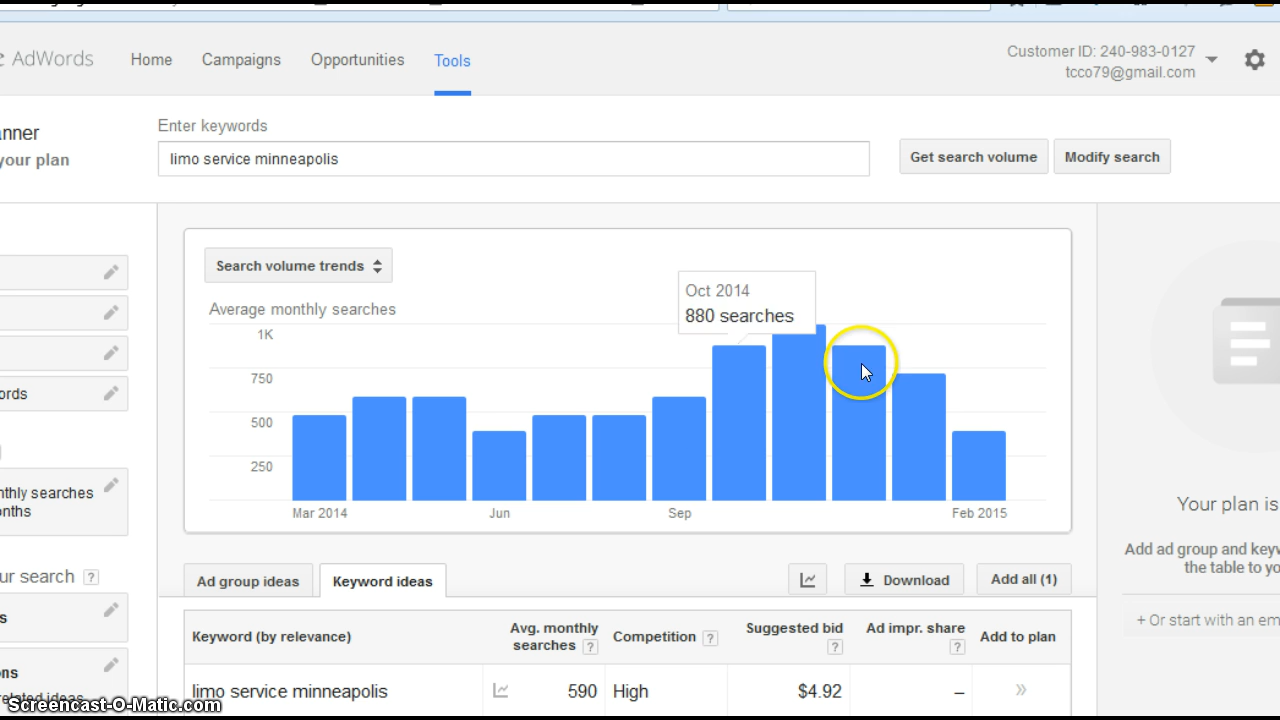 AdWords
Home
Campaigns
Opportunities
Tools
Customer ID: 240-983-0127
tcco79@gmail.com
anner
your plan
Enter keywords
limo service minneapolis
Get search volume
Modify search
Search volume trends
Oct 2014
880 searches
Average monthly searches
1K
750
500
250
Mar 2014
Jun
Sep
Feb 2015
ords
nthly searches
onths
ur search ?
s
ons
Your plan is
Add ad group and keyw
the table to yo
+ Or start with an em
Ad group ideas
Keyword ideas
Download
Add all (1)
Keyword (by relevance)
Avg. monthly
searches ?
Competition ?
Suggested bid
?
Ad impr. share
?
Add to plan
limo service minneapolis
590
High
$4.92
–
»
Screencast-O-Matic.com